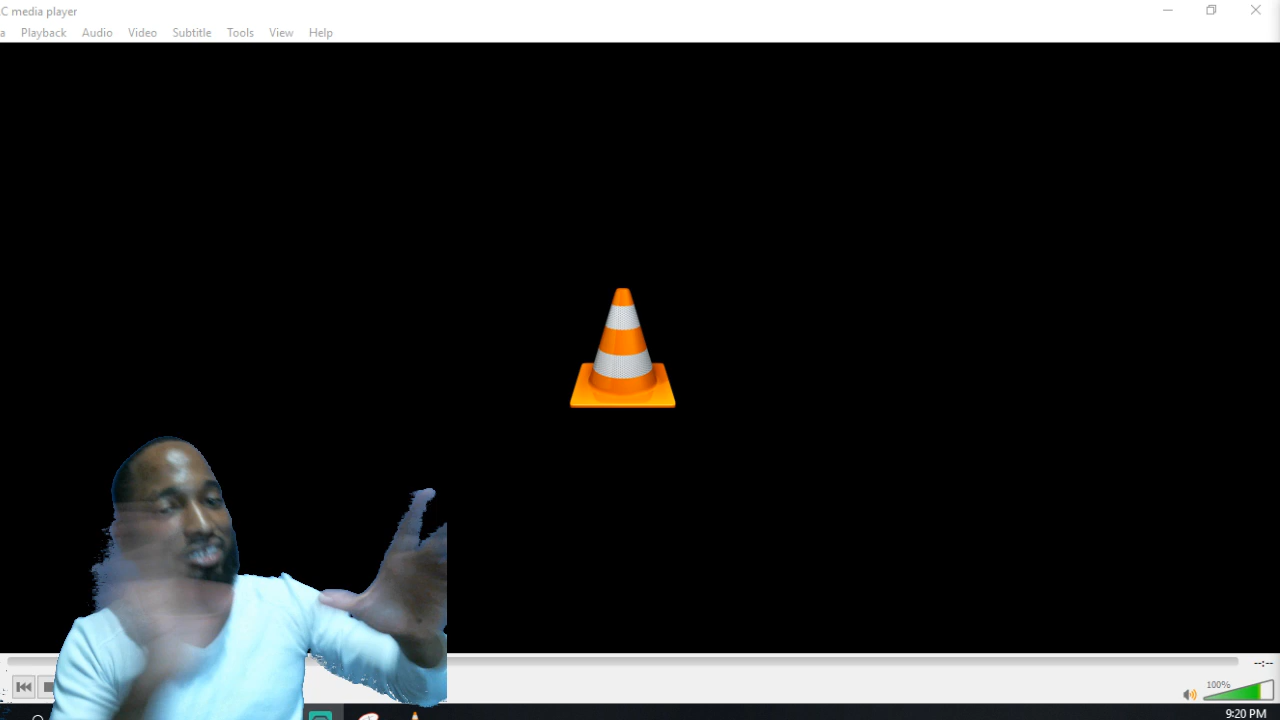 C media player
a Playback Audio Video Subtitle Tools View Help
--:--
100%
9:20 PM